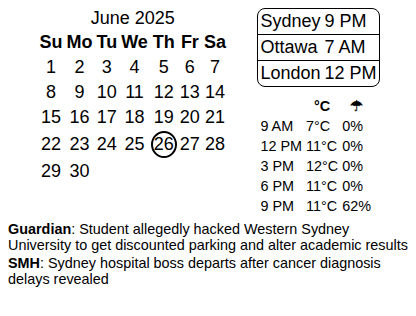 June 2025
Su Mo Tu We Th Fr Sa
1 2 3 4 5 6 7
8 9 10 11 12 13 14
15 16 17 18 19 20 21
22 23 24 25 26 27 28
29 30
Sydney 9 PM
Ottawa 7 AM
London 12 PM
°C ☂
9 AM 7°C 0%
12 PM 11°C 0%
3 PM 12°C 0%
6 PM 11°C 0%
9 PM 11°C 62%
Guardian: Student allegedly hacked Western Sydney
University to get discounted parking and alter academic results
SMH: Sydney hospital boss departs after cancer diagnosis
delays revealed